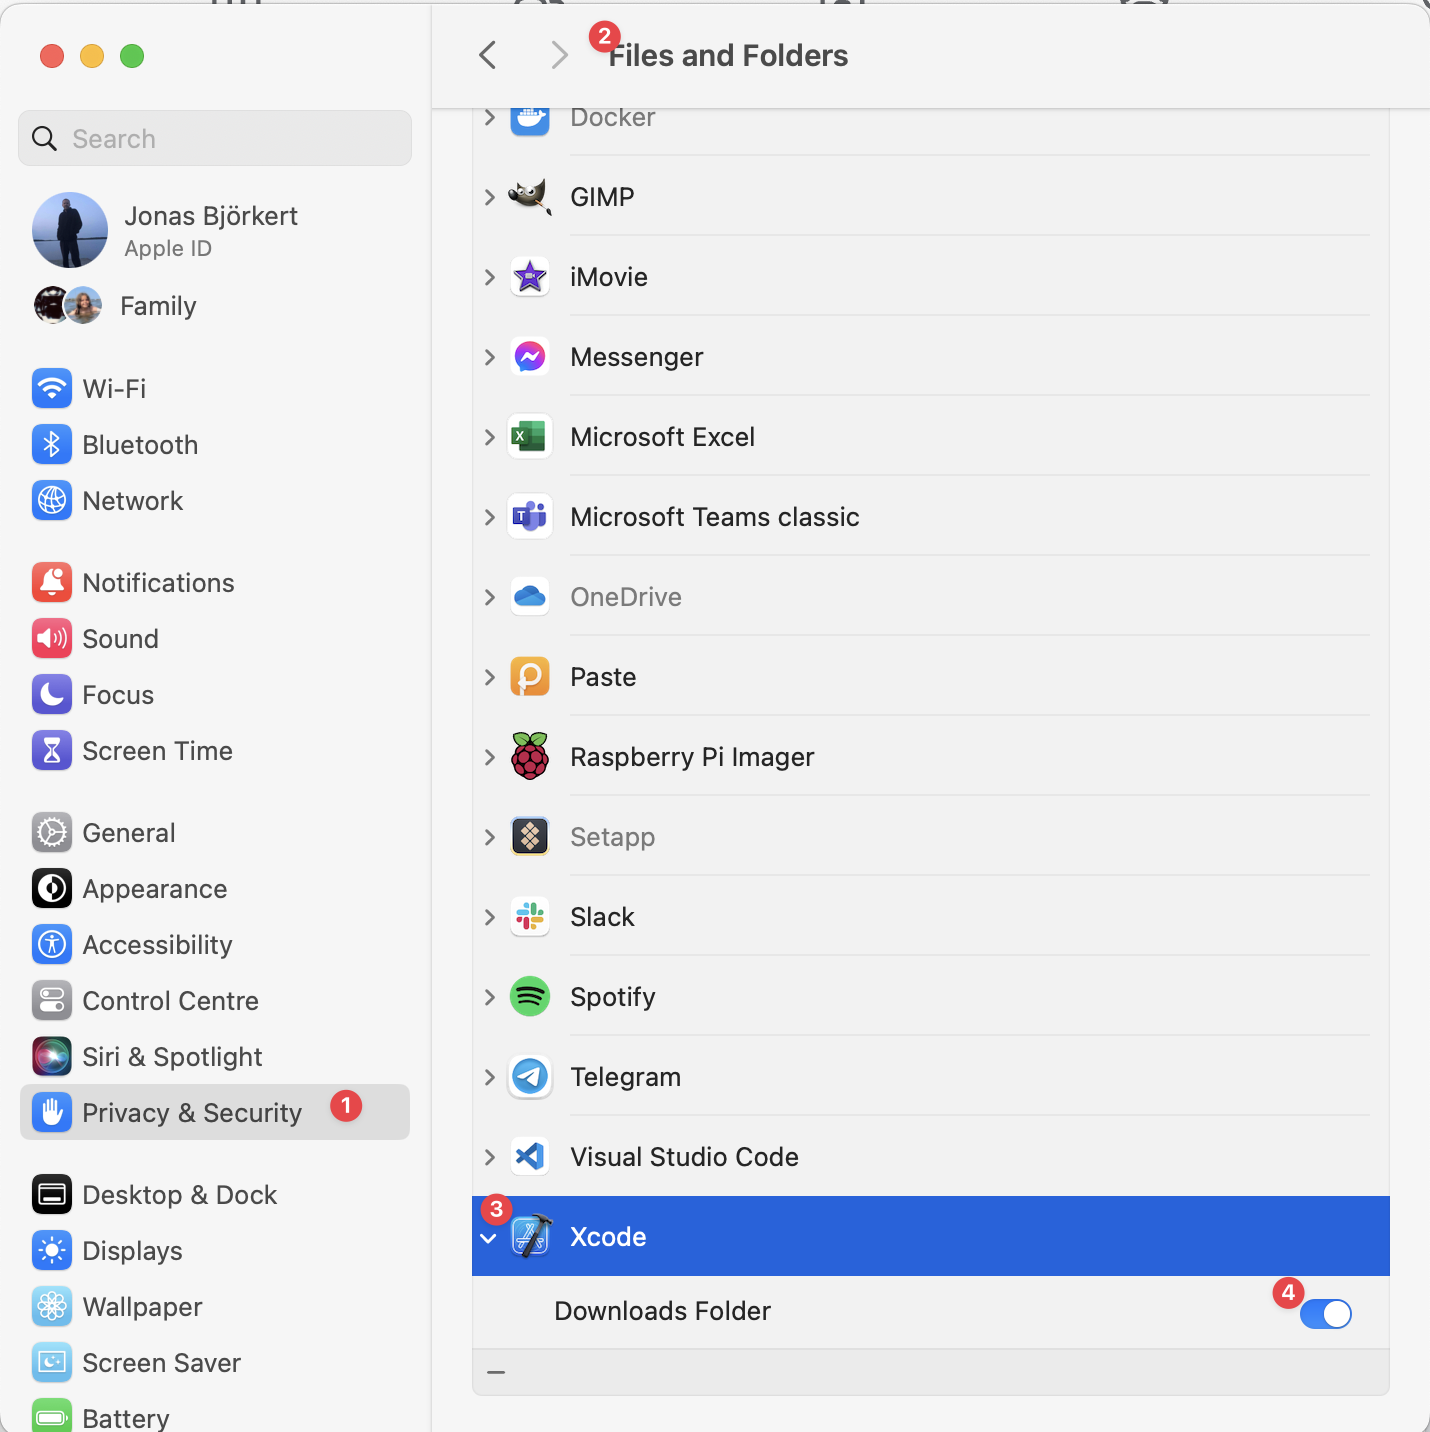 Search
Jonas Björkert
Apple ID
Family
Wi-Fi
Bluetooth
Network
Notifications
Sound
Focus
Screen Time
General
Appearance
Accessibility
Control Centre
Siri & Spotlight
Privacy & Security
1
Desktop & Dock
Displays
Wallpaper
Screen Saver
Battery
2
Files and Folders
Docker
GIMP
iMovie
Messenger
Microsoft Excel
Microsoft Teams classic
OneDrive
Paste
Raspberry Pi Imager
Setapp
Slack
Spotify
Telegram
Visual Studio Code
3
Xcode
Downloads Folder
4